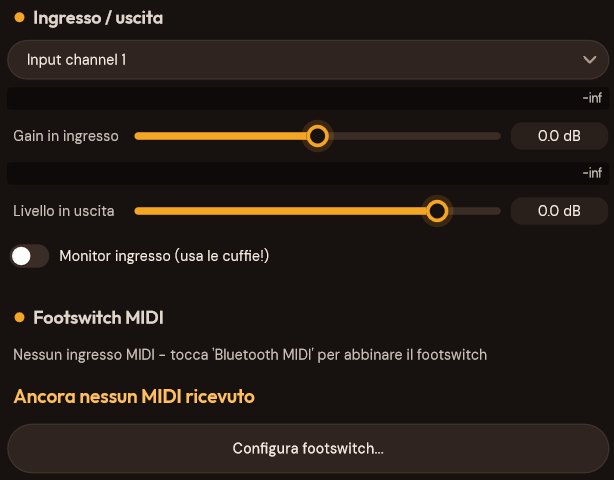 Ingresso / uscita
Input channel 1
-inf
Gain in ingresso 0.0 dB
-inf
Livello in uscita 0.0 dB
Monitor ingresso (usa le cuffie!)
Footswitch MIDI
Nessun ingresso MIDI - tocca 'Bluetooth MIDI' per abbinare il footswitch
Ancora nessun MIDI ricevuto
Configura footswitch...